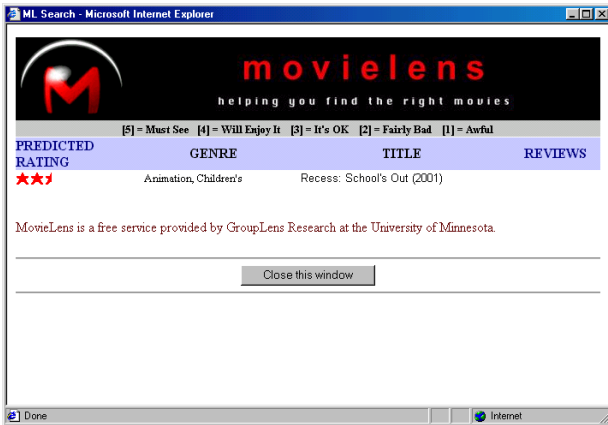 ML Search - Microsoft Internet Explorer
movielens
helping you find the right movies
[5] = Must See [4] = Will Enjoy It [3] = It's OK [2] = Fairly Bad [1] = Awful
PREDICTED RATING GENRE TITLE REVIEWS
Animation, Children's Recess: School's Out (2001)
MovieLens is a free service provided by GroupLens Research at the University of Minnesota.
Close this window
Done Internet